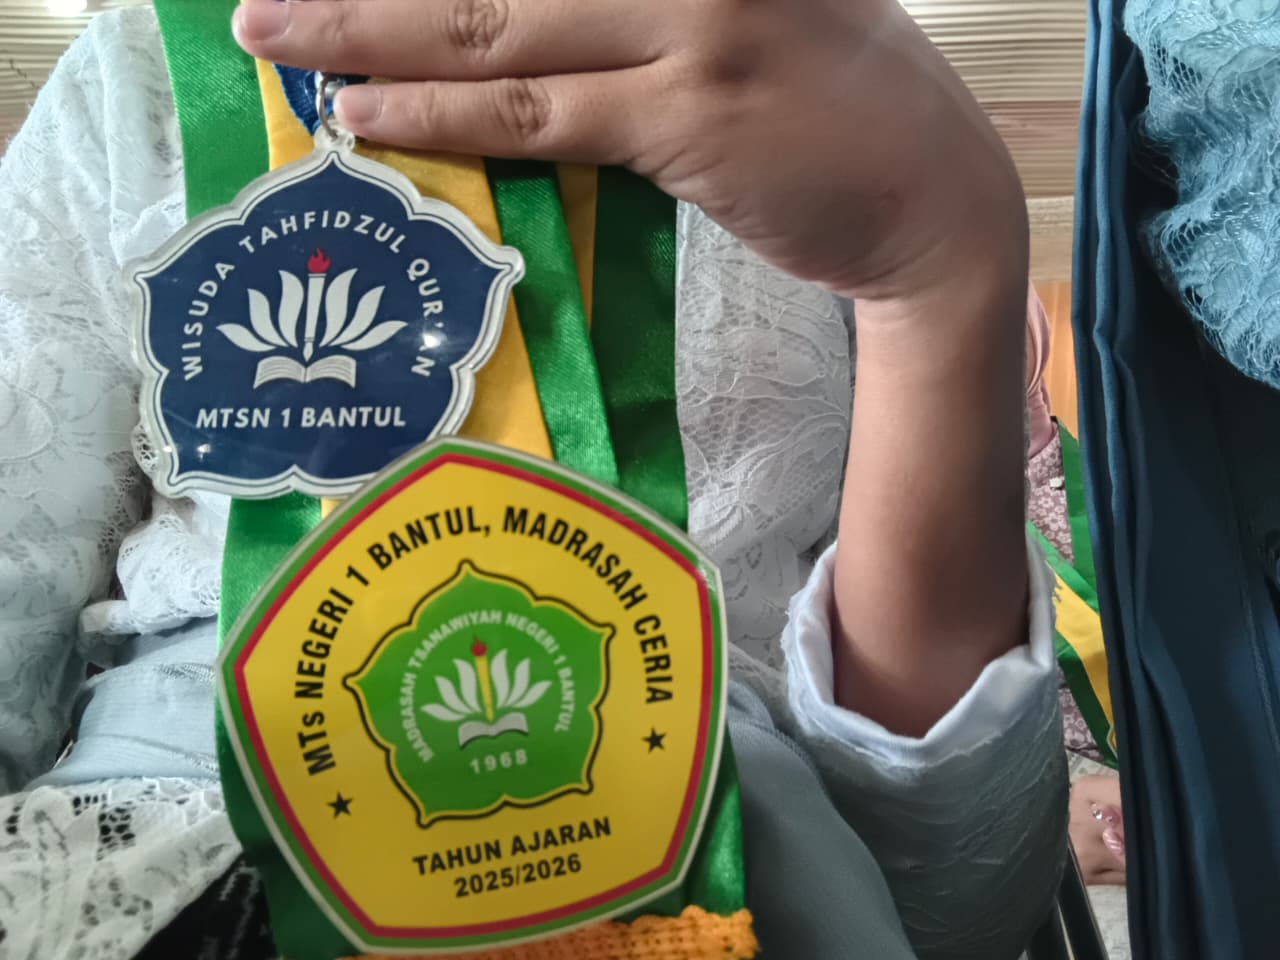 WISUDA TAHFIDZUL QUR'AN
MTSN 1 BANTUL
MTs NEGERI 1 BANTUL, MADRASAH CERIA
MADRASAH TSANAWIYAH NEGERI 1 BANTUL
1968
TAHUN AJARAN
2025/2026